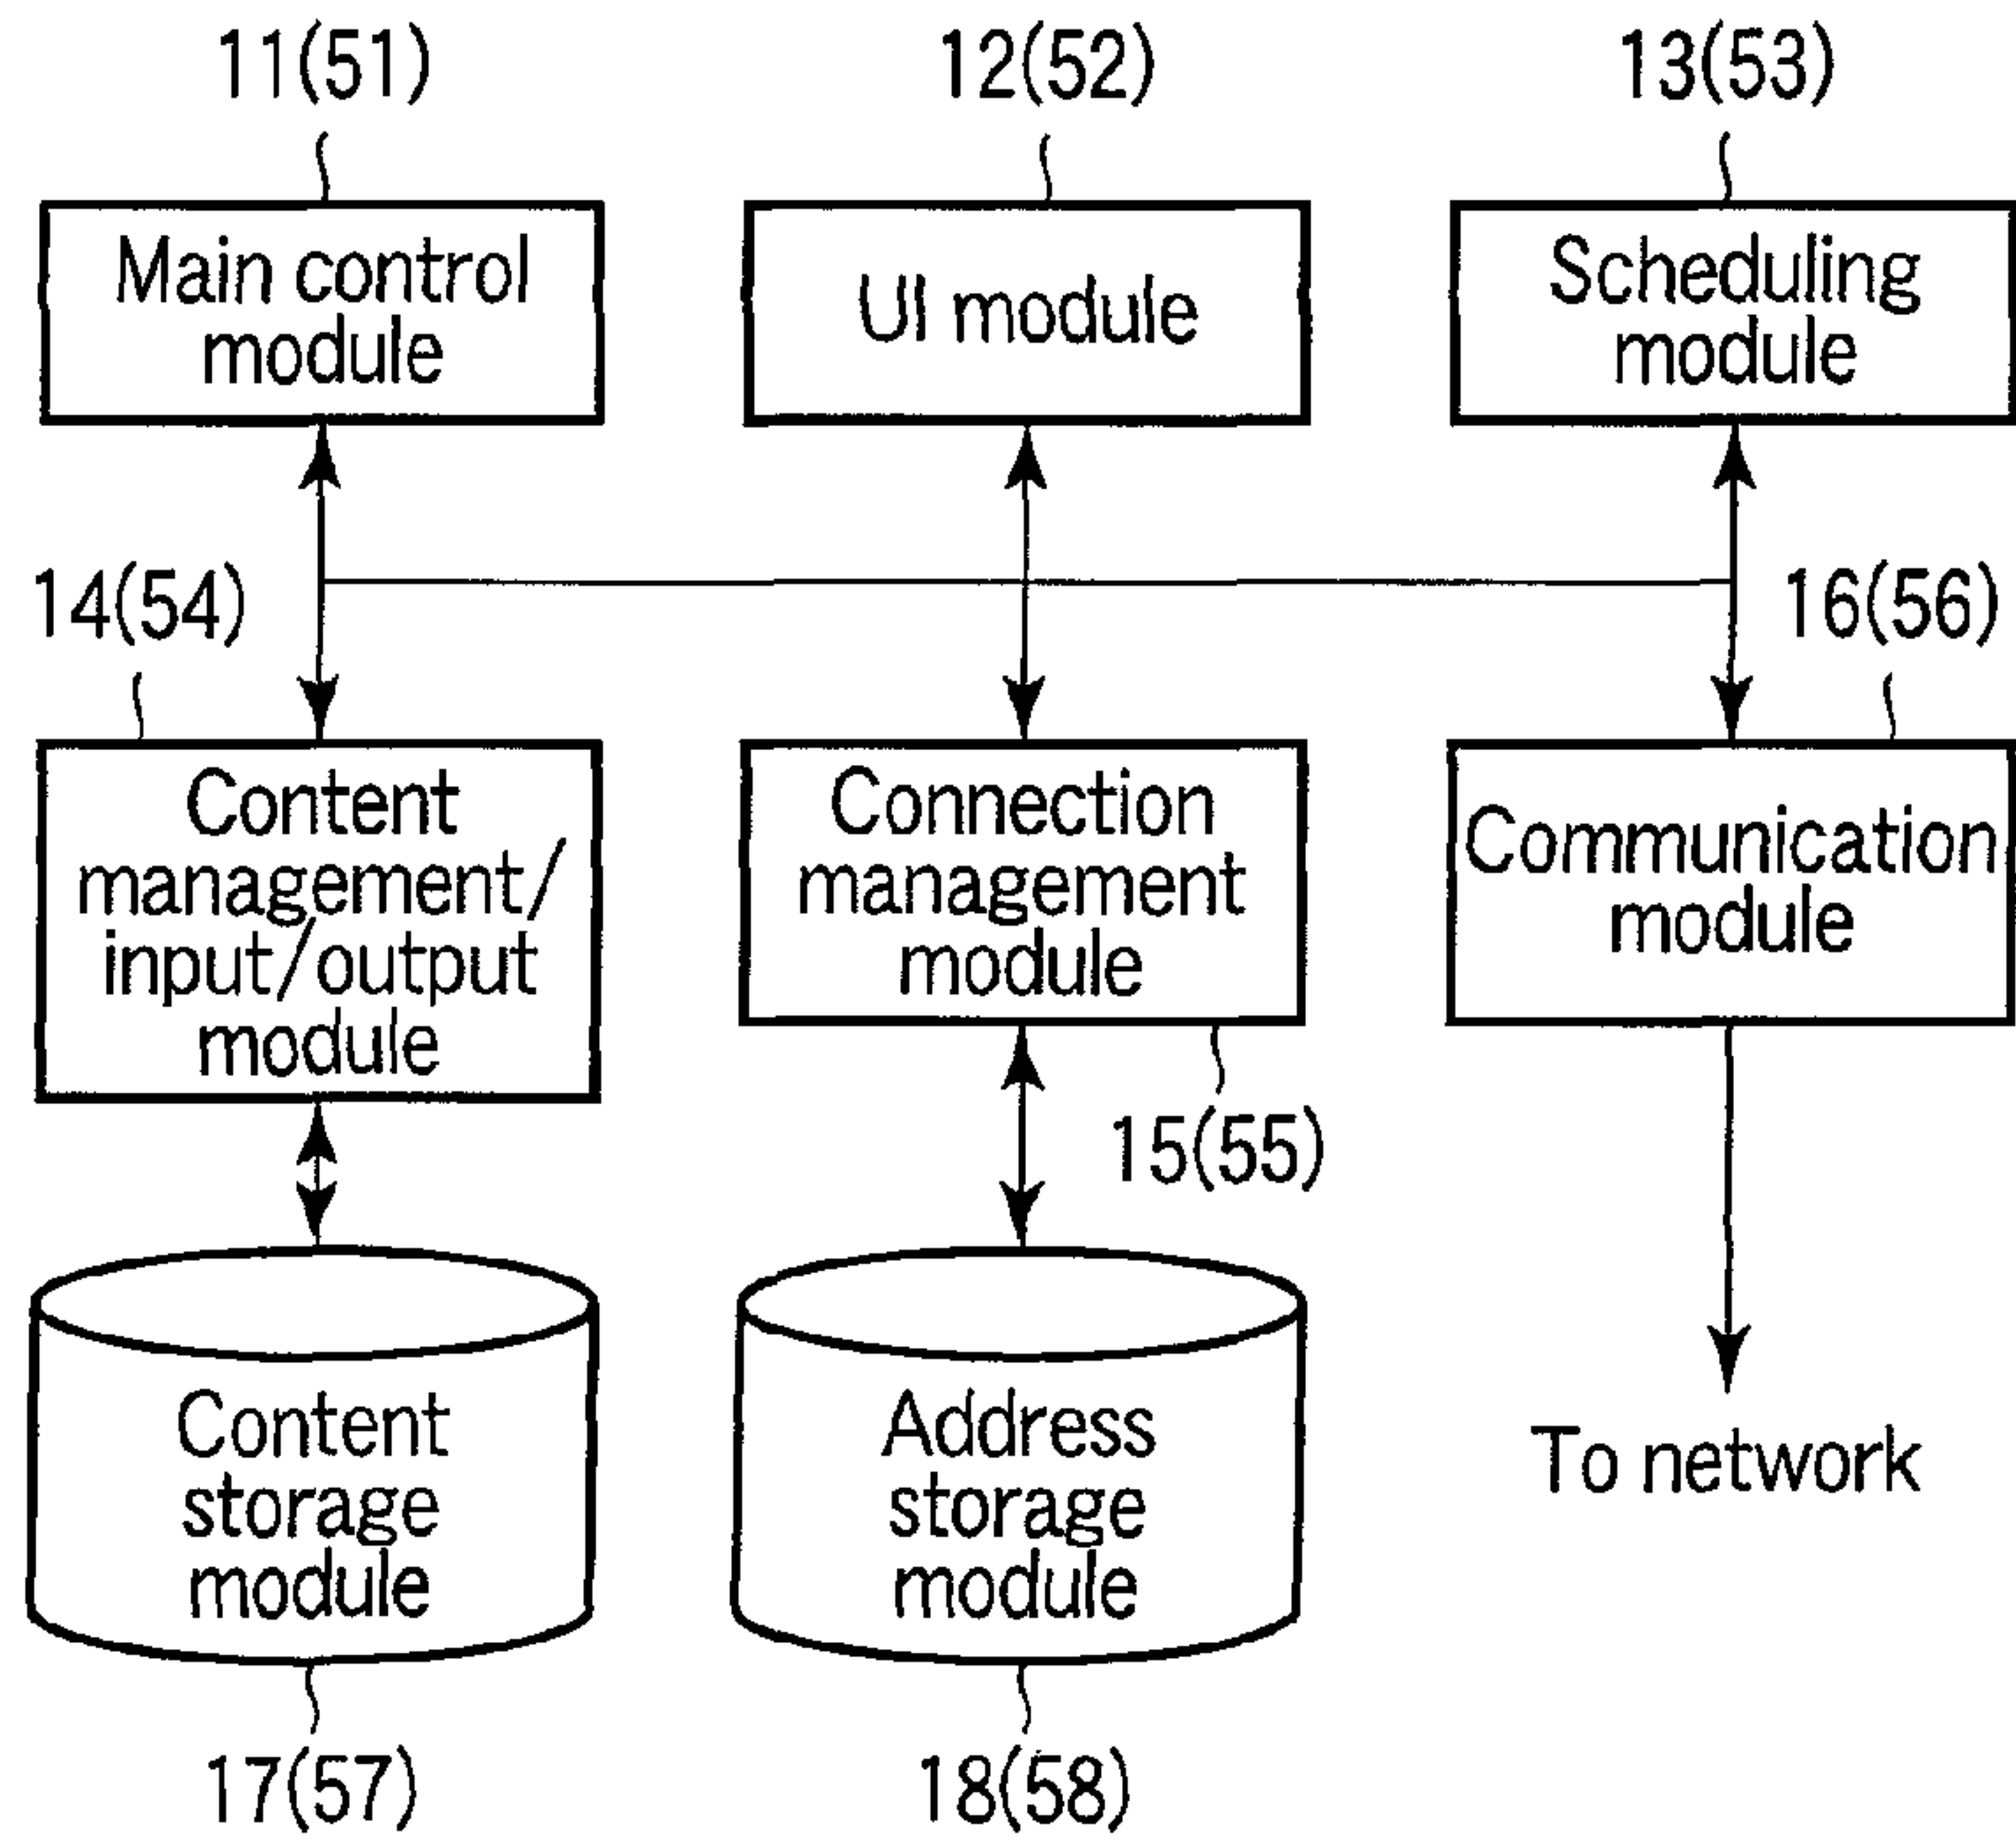 11(51)
12(52)
13(53)
Main control
module
UI module
Scheduling
module
14(54)
16(56)
Content
management/
input/output
module
Connection
management
module
Communication
module
15(55)
Content
storage
module
Address
storage
module
To network
17(57)
18(58)